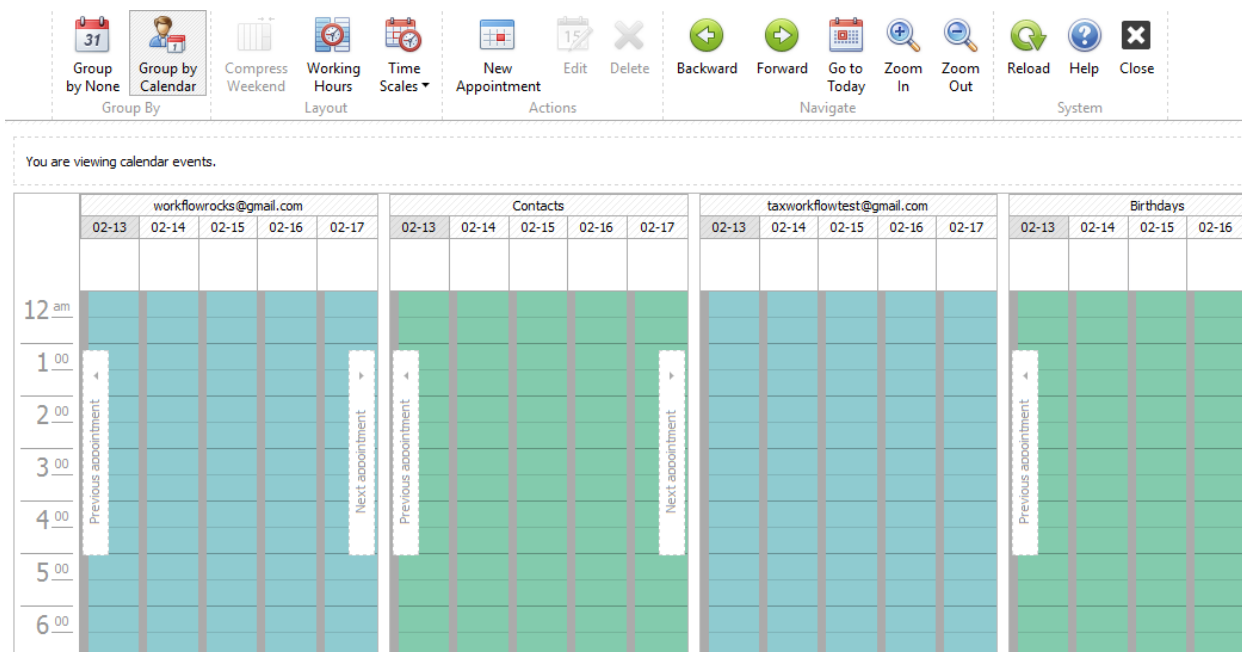 31
15
Group by None
Group by Calendar
Group By
Compress Weekend
Working Hours
Time Scales
Layout
New Appointment
Edit
Delete
Actions
Backward
Forward
Go to Today
Zoom In
Zoom Out
Navigate
Reload
Help
Close
System
You are viewing calendar events.
workflowrocks@gmail.com
Contacts
taxworkflowtest@gmail.com
Birthdays
02-13 02-14 02-15 02-16 02-17
02-13 02-14 02-15 02-16 02-17
02-13 02-14 02-15 02-16 02-17
02-13 02-14 02-15 02-16
12 am
1 00
2 00
3 00
4 00
5 00
6 00
Previous appointment
Next appointment
Previous appointment
Next appointment
Previous appointment